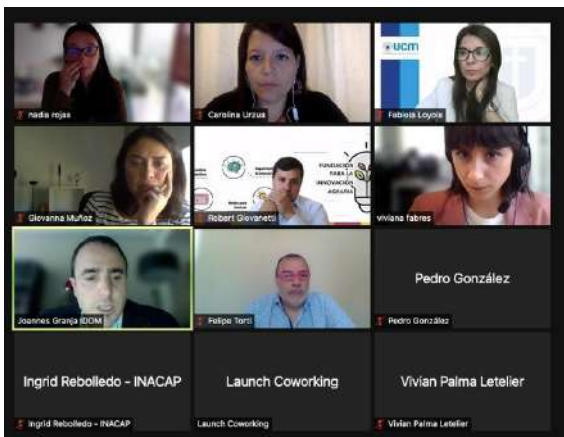 nadia rojas
Carolina Urzua
UCM
Fabiola Loyola
Giovanna Muñoz
FUNDACIÓN
PARA LA
INNOVACIÓN
AGRARIA
Robert Giovanetti
viviana fabres
Joannes Granja IDOM
Felipe Torti
Pedro González
Pedro González
Ingrid Rebolledo - INACAP
Ingrid Rebolledo - INACAP
Launch Coworking
Launch Coworking
Vivian Palma Letelier
Vivian Palma Letelier